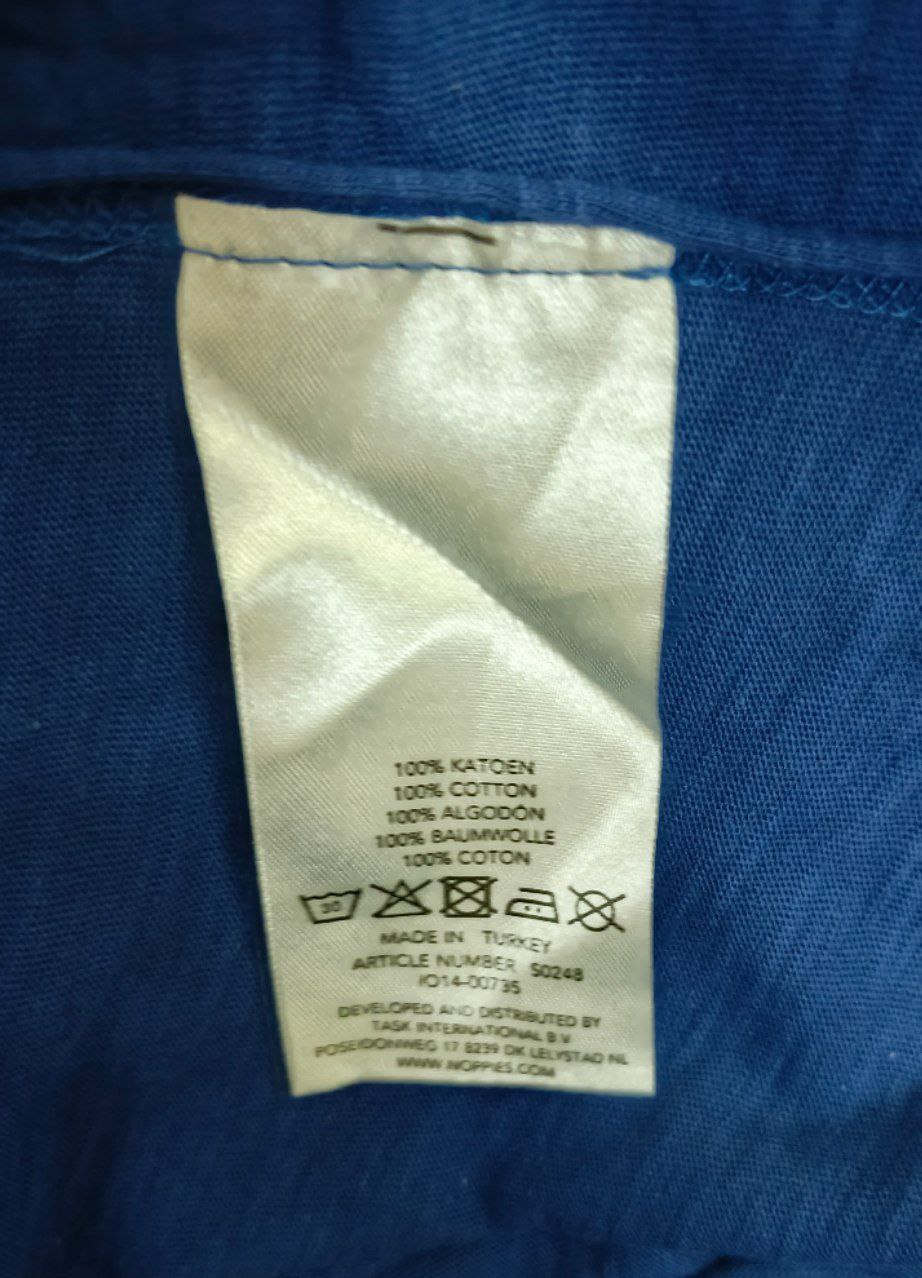 100% KATOEN
100% COTTON
100% ALGODÓN
100% BAUMWOLLE
100% COTON
30
MADE IN TURKEY
ARTICLE NUMBER S0248
IO14-00735
DEVELOPED AND DISTRIBUTED BY
TASK INTERNATIONAL B.V
POSEIDONWEG 17 8239 DK LELYSTAD NL
WWW.NOPPIES.COM